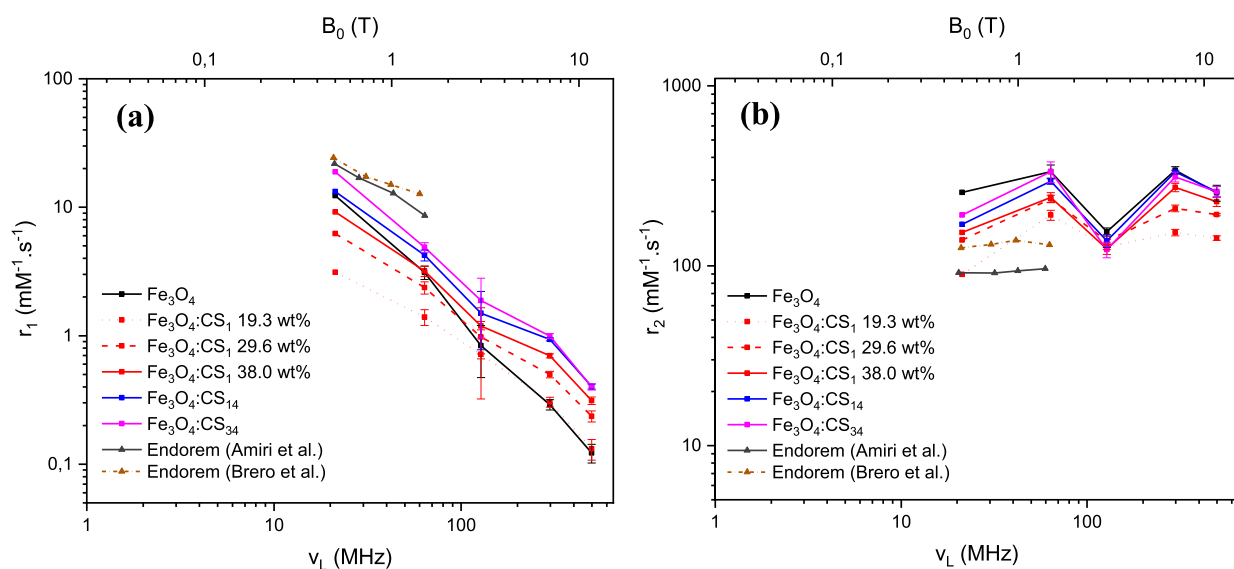 B₀ (T)
0,1 1 10
100
10
1
0,1
r₁ (mM⁻¹.s⁻¹)
(a)
Fe₃O₄
Fe₃O₄:CS₁ 19.3 wt%
Fe₃O₄:CS₁ 29.6 wt%
Fe₃O₄:CS₁ 38.0 wt%
Fe₃O₄:CS₁₄
Fe₃O₄:CS₃₄
Endorem (Amiri et al.)
Endorem (Brero et al.)
1 10 100
v_L (MHz)
B₀ (T)
0,1 1 10
1000
100
10
r₂ (mM⁻¹.s⁻¹)
(b)
Fe₃O₄
Fe₃O₄:CS₁ 19.3 wt%
Fe₃O₄:CS₁ 29.6 wt%
Fe₃O₄:CS₁ 38.0 wt%
Fe₃O₄:CS₁₄
Fe₃O₄:CS₃₄
Endorem (Amiri et al.)
Endorem (Brero et al.)
1 10 100
v_L (MHz)